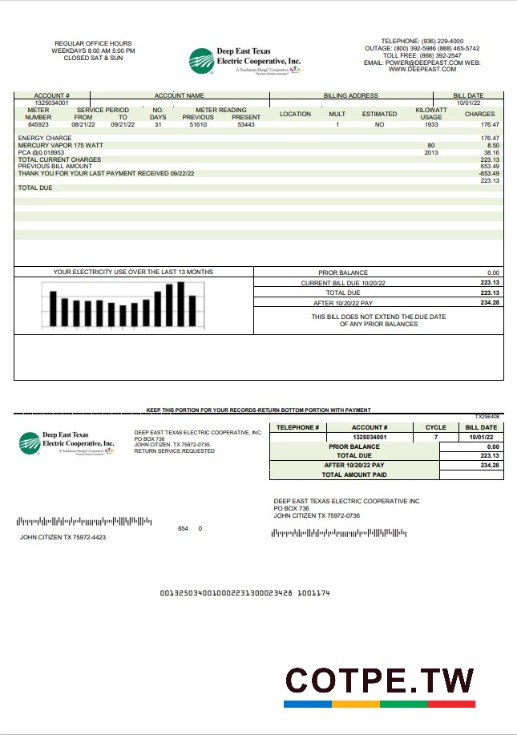 REGULAR OFFICE HOURS
WEEKDAYS 8:00 AM 5:00 PM
CLOSED SAT & SUN
Deep East Texas
Electric Cooperative, Inc.
A Touchstone Energy Cooperative
TELEPHONE: (936) 229-4000
OUTAGE: (800) 392-5986 (888) 465-5742
TOLL FREE: (866) 392-2547
EMAIL: POWER@DEEPEAST.COM WEB:
WWW.DEEPEAST.COM
ACCOUNT # ACCOUNT NAME BILLING ADDRESS BILL DATE
1325034001 10/01/22
METER SERVICE PERIOD NO. METER READING KILOWATT
NUMBER FROM TO DAYS PREVIOUS PRESENT LOCATION MULT ESTIMATED USAGE CHARGES
645923 08/21/22 09/21/22 31 51510 53443 1 NO 1933 176.47
ENERGY CHARGE 176.47
MERCURY VAPOR 175 WATT 80 8.50
PCA @0.018953 2013 38.16
TOTAL CURRENT CHARGES 223.13
PREVIOUS BILL AMOUNT 653.49
THANK YOU FOR YOUR LAST PAYMENT RECEIVED 09/22/22 -653.49
223.13
TOTAL DUE
YOUR ELECTRICITY USE OVER THE LAST 13 MONTHS
PRIOR BALANCE 0.00
CURRENT BILL DUE 10/20/22 223.13
TOTAL DUE 223.13
AFTER 10/20/22 PAY 234.28
THIS BILL DOES NOT EXTEND THE DUE DATE
OF ANY PRIOR BALANCES
KEEP THIS PORTION FOR YOUR RECORDS-RETURN BOTTOM PORTION WITH PAYMENT
Deep East Texas
Electric Cooperative, Inc.
DEEP EAST TEXAS ELECTRIC COOPERATIVE, INC.
PO BOX 736
JOHN CITIZEN, TX 75972-0735
RETURN SERVICE REQUESTED
TELEPHONE # ACCOUNT # CYCLE BILL DATE
1325034001 7 10/01/22
PRIOR BALANCE 0.00
TOTAL DUE 223.13
AFTER 10/20/22 PAY 234.28
TOTAL AMOUNT PAID
DEEP EAST TEXAS ELECTRIC COOPERATIVE INC
PO BOX 736
JOHN CITIZEN TX 75972-0736
654 0
JOHN CITIZEN TX 75972-4423
0013250340010002231300023428 1001174
COTPE.TW